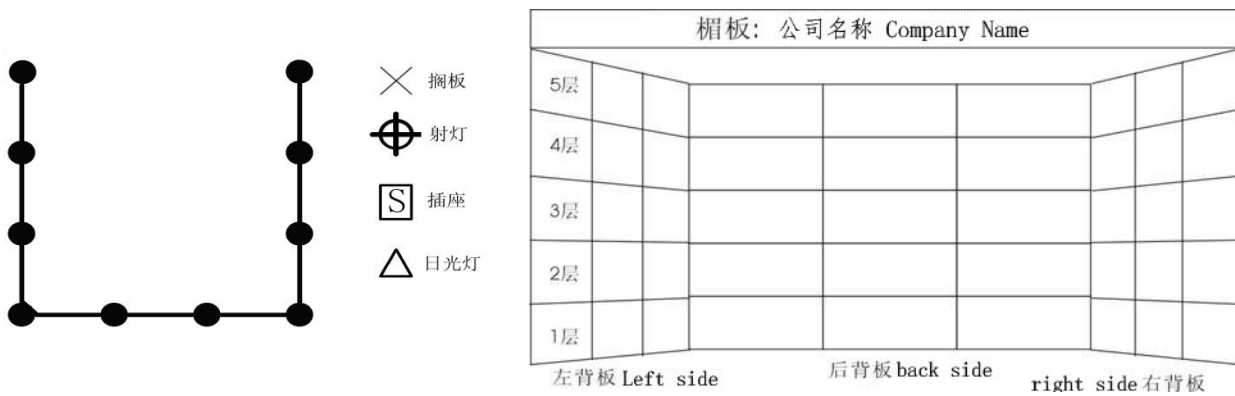 搁板
射灯
S 插座
日光灯
楣板: 公司名称 Company Name
5层
4层
3层
2层
1层
左背板 Left side
后背板 back side
right side 右背板